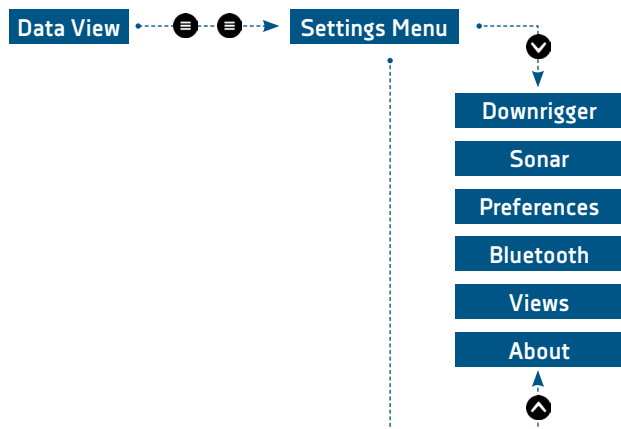 Data View
Settings Menu
Downrigger
Sonar
Preferences
Bluetooth
Views
About